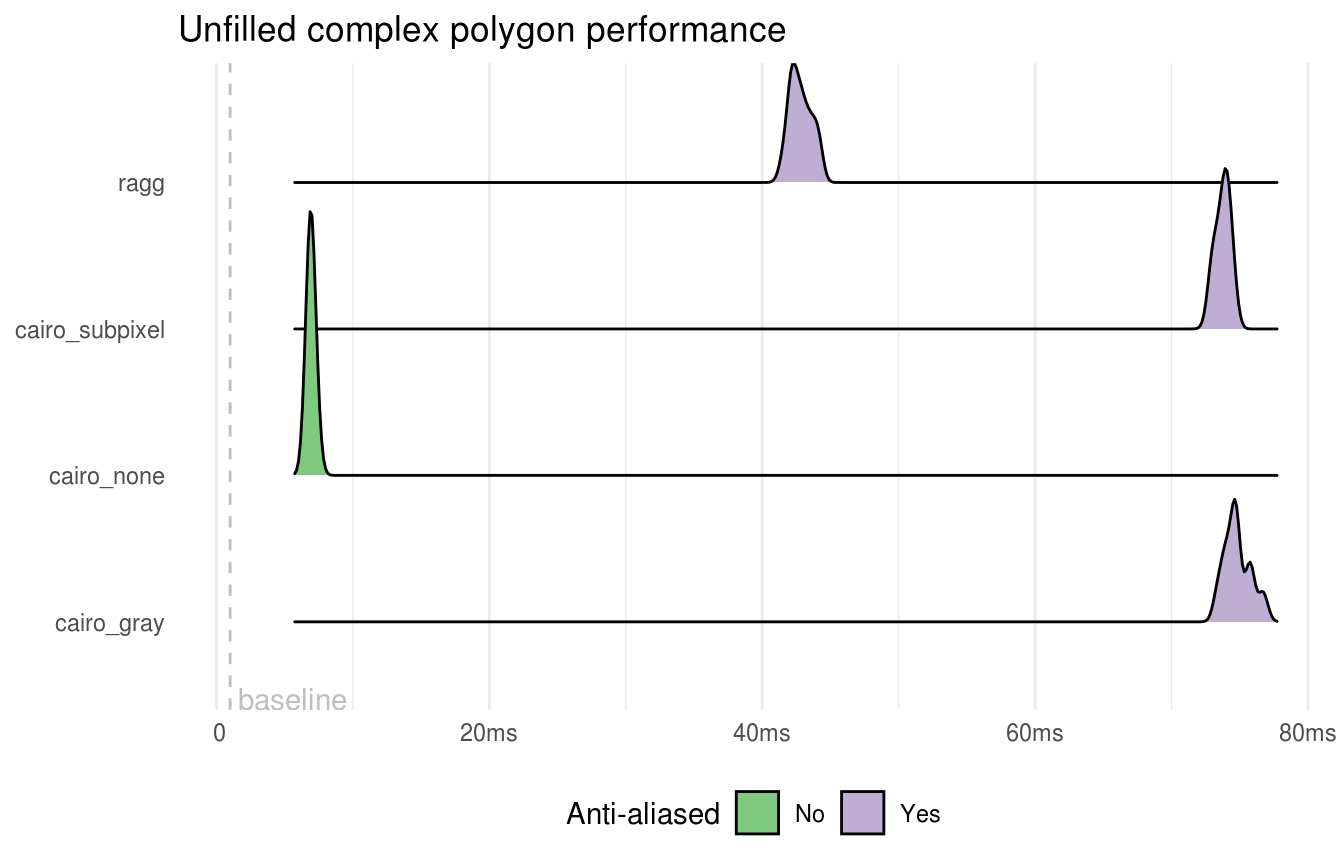 Unfilled complex polygon performance
ragg
cairo_subpixel
cairo_none
cairo_gray
baseline
0 20ms 40ms 60ms 80ms
Anti-aliased No Yes